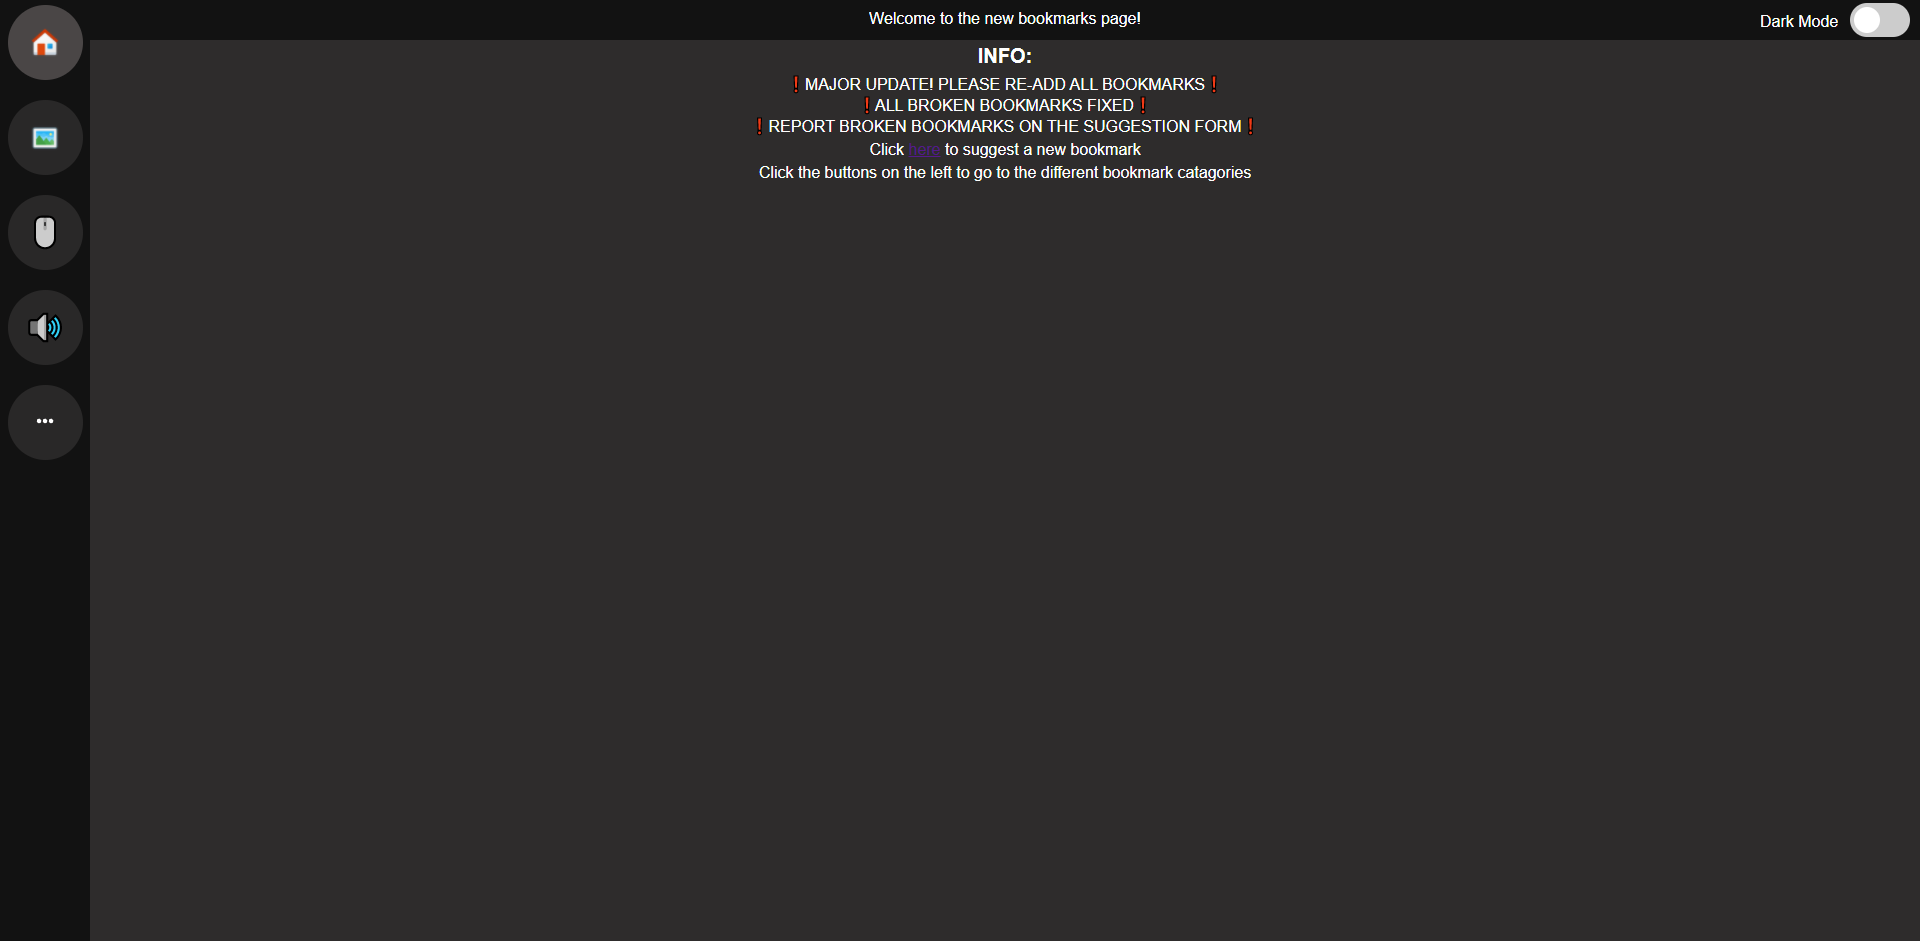 Welcome to the new bookmarks page!
Dark Mode
INFO:
❗MAJOR UPDATE! PLEASE RE-ADD ALL BOOKMARKS❗
❗ALL BROKEN BOOKMARKS FIXED❗
❗REPORT BROKEN BOOKMARKS ON THE SUGGESTION FORM❗
Click here to suggest a new bookmark
Click the buttons on the left to go to the different bookmark catagories